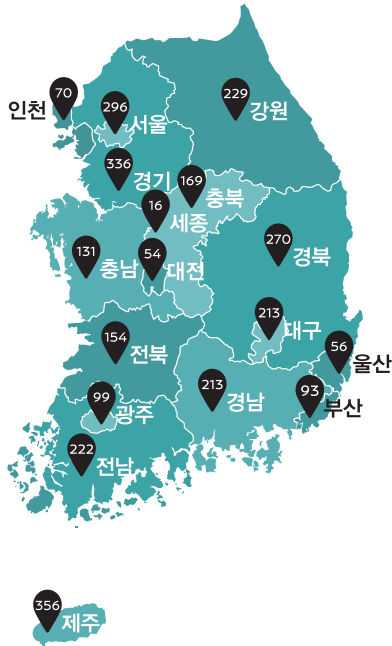 70
인천
296
서울
229
강원
336
경기
169
충북
16
세종
131
충남
54
대전
270
경북
213
대구
56
울산
154
전북
213
경남
93
부산
99
광주
222
전남
356
제주